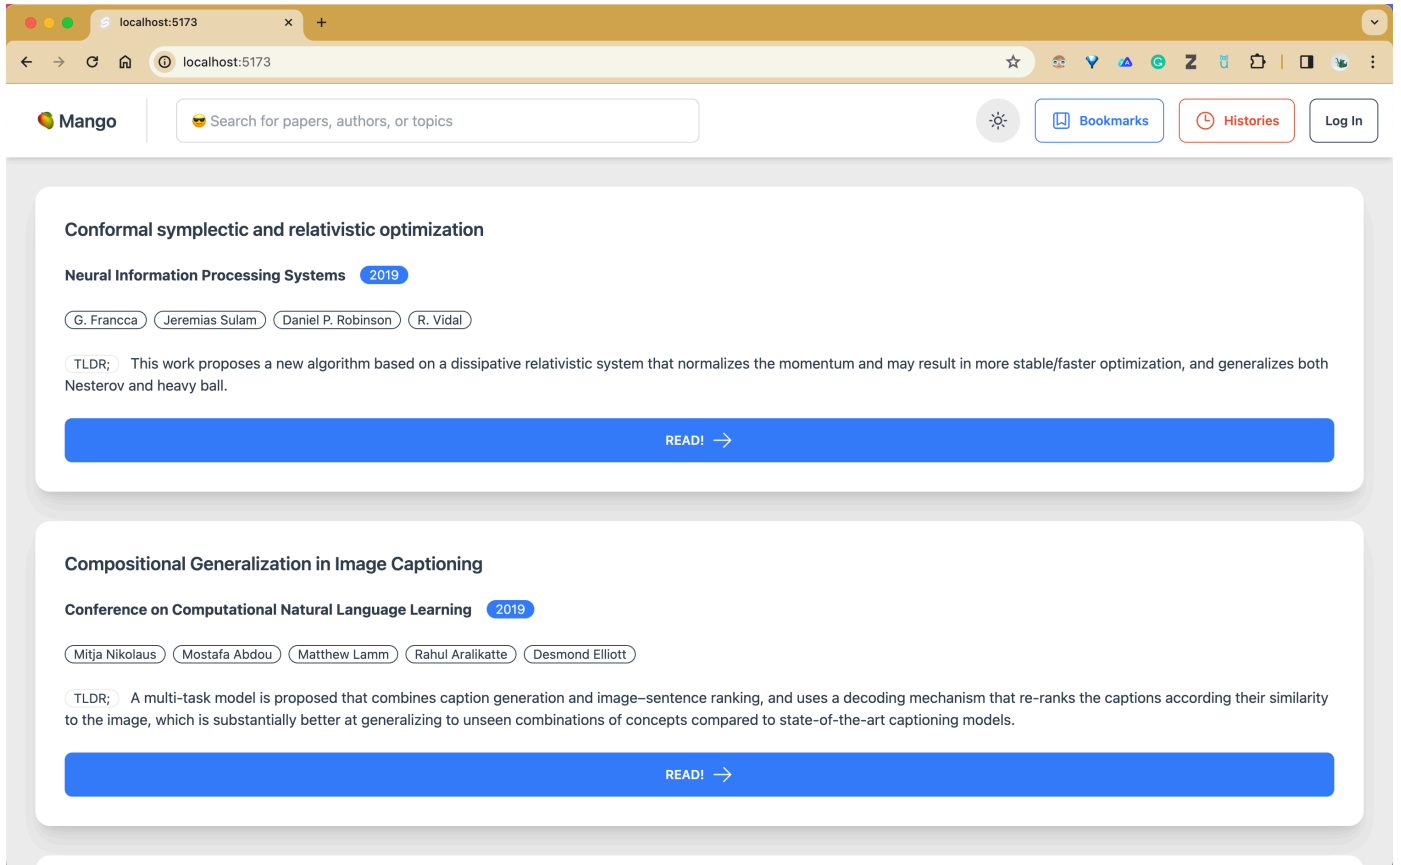 localhost:5173
localhost:5173
Mango
Search for papers, authors, or topics
Bookmarks
Histories
Log In
Conformal symplectic and relativistic optimization
Neural Information Processing Systems 2019
G. Francca Jeremias Sulam Daniel P. Robinson R. Vidal
TLDR; This work proposes a new algorithm based on a dissipative relativistic system that normalizes the momentum and may result in more stable/faster optimization, and generalizes both
Nesterov and heavy ball.
READ!
Compositional Generalization in Image Captioning
Conference on Computational Natural Language Learning 2019
Mitja Nikolaus Mostafa Abdou Matthew Lamm Rahul Aralikatte Desmond Elliott
TLDR; A multi-task model is proposed that combines caption generation and image–sentence ranking, and uses a decoding mechanism that re-ranks the captions according their similarity
to the image, which is substantially better at generalizing to unseen combinations of concepts compared to state-of-the-art captioning models.
READ!